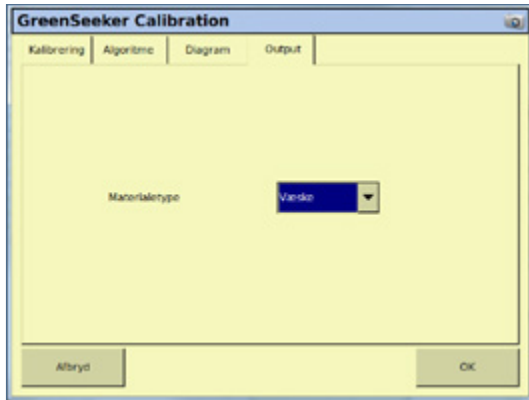 GreenSeeker Calibration
Kalibrering Algoritme Diagram Output
Materialetype Væske
Afbryd OK